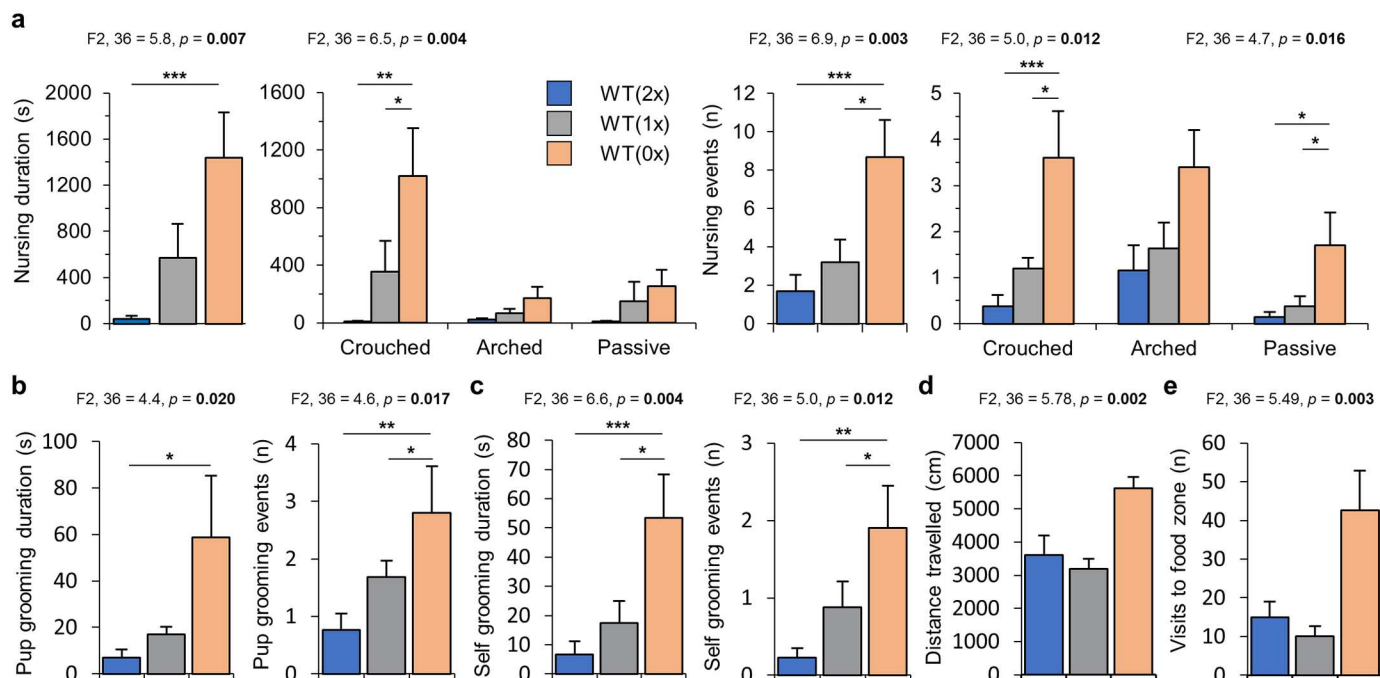 a
F2, 36 = 5.8, p = 0.007
F2, 36 = 6.5, p = 0.004
F2, 36 = 6.9, p = 0.003
F2, 36 = 5.0, p = 0.012
F2, 36 = 4.7, p = 0.016
Nursing duration (s)
2000
1600
1200
800
400
0
***
1600
1200
800
400
0
**
*
Crouched
Arched
Passive
WT(2x)
WT(1x)
WT(0x)
Nursing events (n)
12
10
8
6
4
2
0
***
*
5
4
3
2
1
0
***
*
*
*
Crouched
Arched
Passive
b
F2, 36 = 4.4, p = 0.020
Pup grooming duration (s)
100
80
60
40
20
0
*
F2, 36 = 4.6, p = 0.017
Pup grooming events (n)
4
3
2
1
0
**
*
c
F2, 36 = 6.6, p = 0.004
Self grooming duration (s)
80
70
60
50
40
30
20
10
0
***
*
F2, 36 = 5.0, p = 0.012
Self grooming events (n)
3
2
1
0
**
*
d
F2, 36 = 5.78, p = 0.002
Distance travelled (cm)
7000
6000
5000
4000
3000
2000
1000
0
e
F2, 36 = 5.49, p = 0.003
Visits to food zone (n)
60
50
40
30
20
10
0